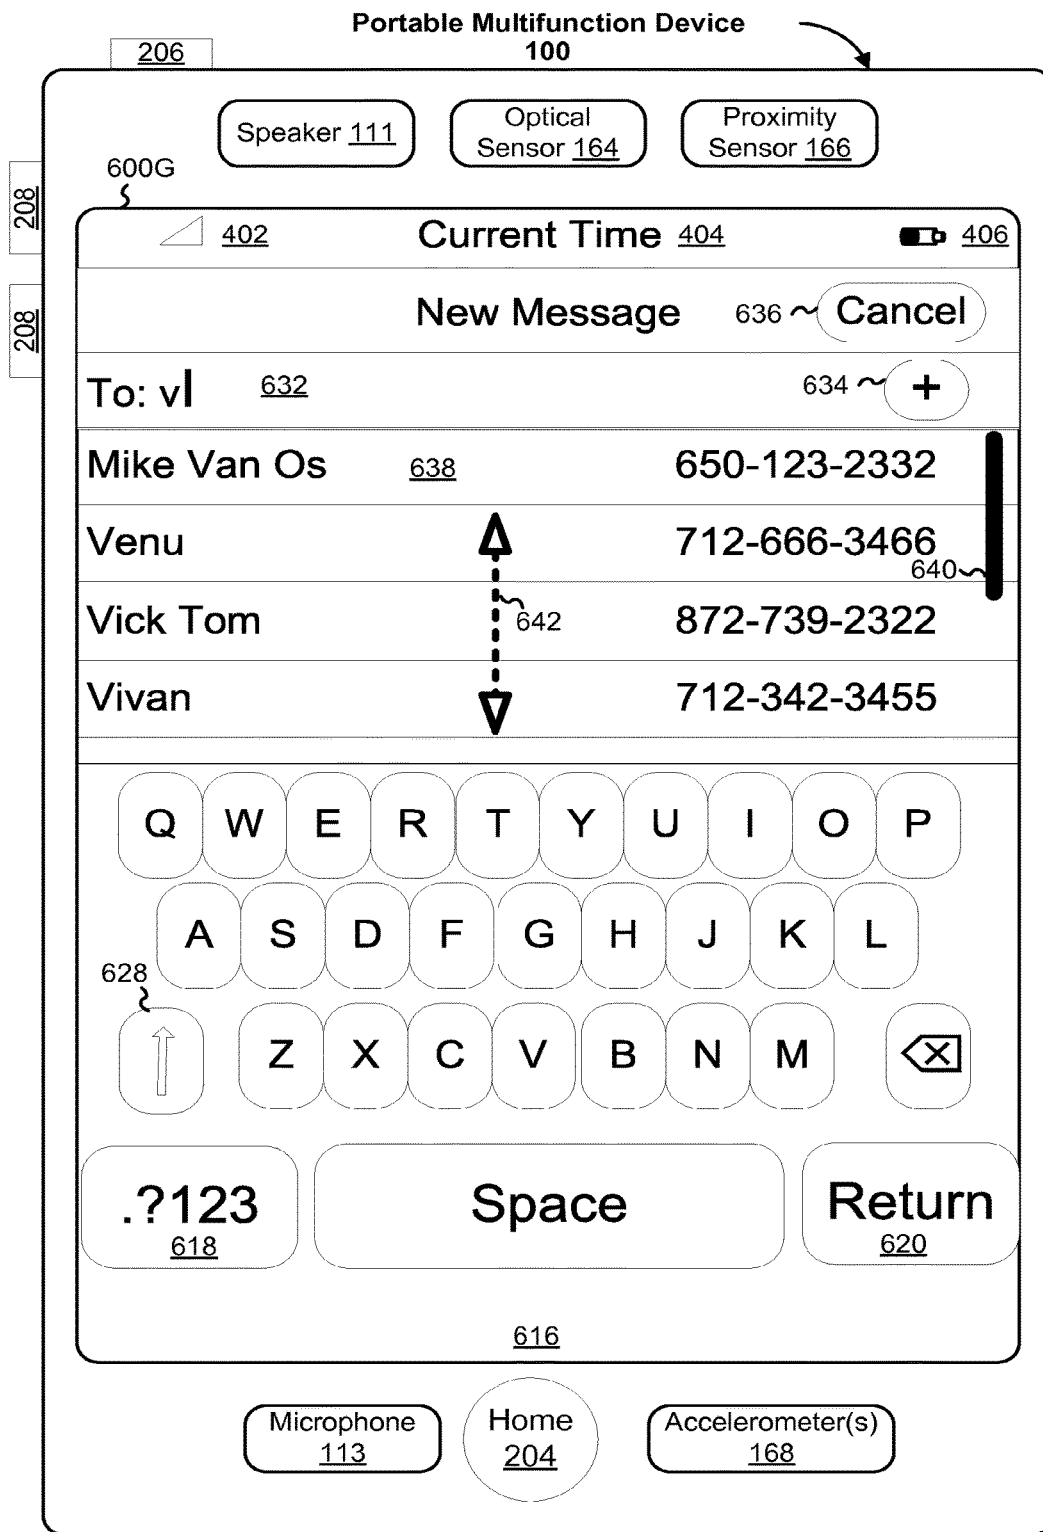 Portable Multifunction Device
100
206
Speaker 111
Optical
Sensor 164
Proximity
Sensor 166
208
208
600G
402
Current Time 404
406
New Message
636
Cancel
To: v
632
634
+
Mike Van Os
638
650-123-2332
Venu
712-666-3466
640
Vick Tom
642
872-739-2322
Vivan
712-342-3455
Q W E R T Y U I O P
A S D F G H J K L
628
Z X C V B N M
.?123
618
Space
Return
620
616
Microphone
113
Home
204
Accelerometer(s)
168